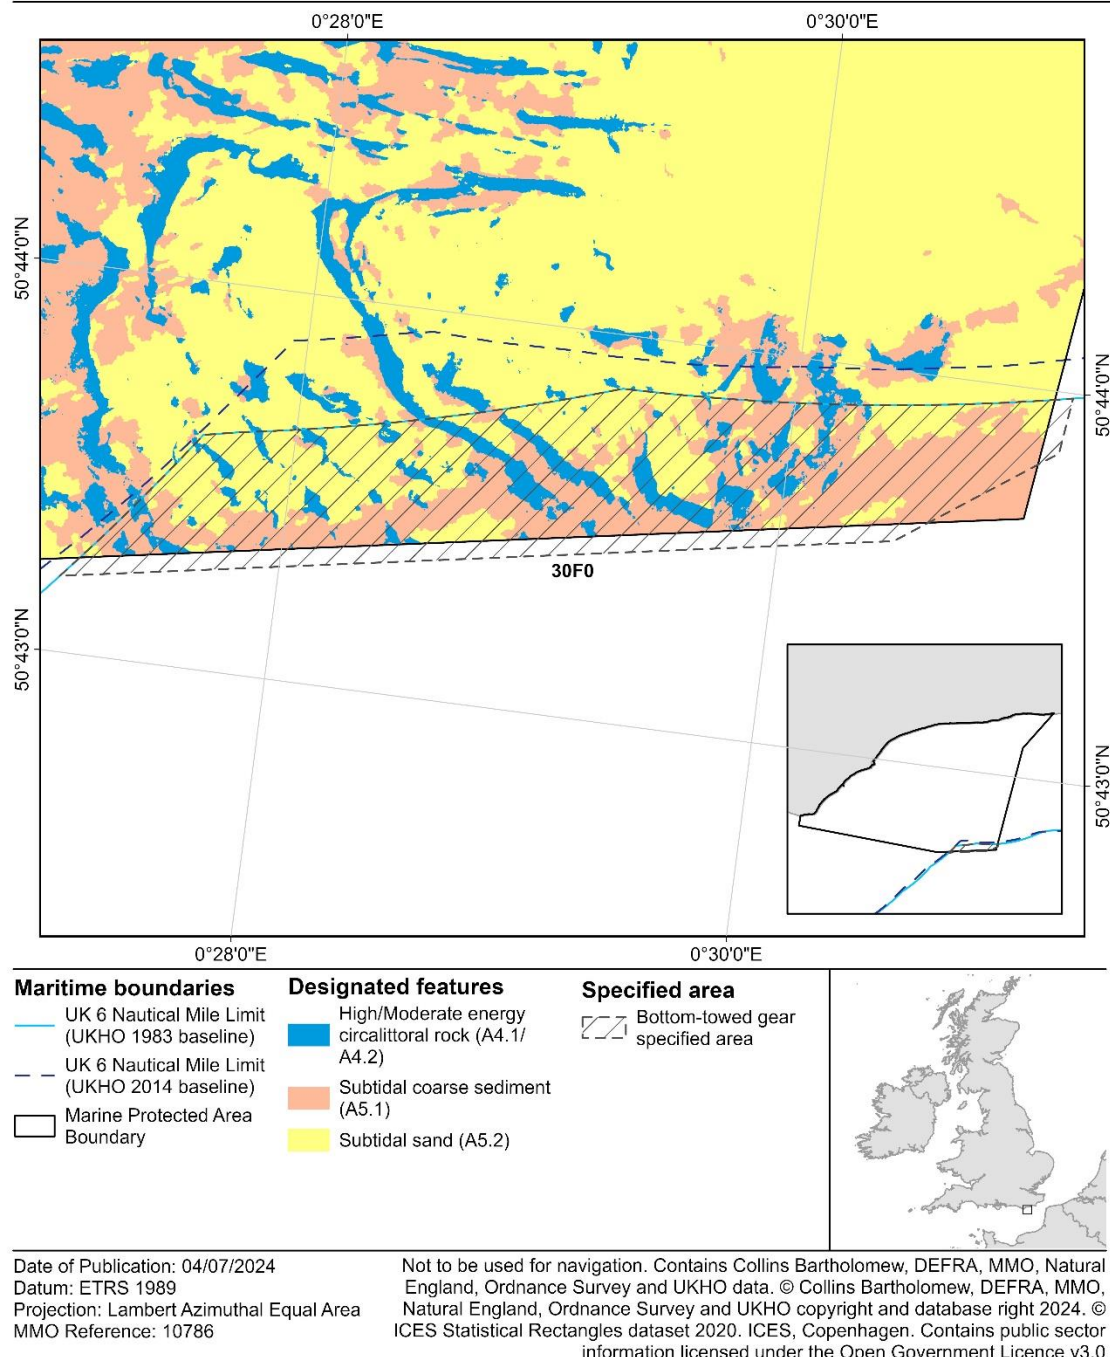 0°28'0"E
0°30'0"E
50°44'0"N
50°44'0"N
30F0
50°43'0"N
50°43'0"N
0°28'0"E
0°30'0"E
Maritime boundaries
UK 6 Nautical Mile Limit
(UKHO 1983 baseline)
UK 6 Nautical Mile Limit
(UKHO 2014 baseline)
Marine Protected Area
Boundary
Designated features
High/Moderate energy
circalittoral rock (A4.1/
A4.2)
Subtidal coarse sediment
(A5.1)
Subtidal sand (A5.2)
Specified area
Bottom-towed gear
specified area
Date of Publication: 04/07/2024
Datum: ETRS 1989
Projection: Lambert Azimuthal Equal Area
MMO Reference: 10786
Not to be used for navigation. Contains Collins Bartholomew, DEFRA, MMO, Natural
England, Ordnance Survey and UKHO data. © Collins Bartholomew, DEFRA, MMO,
Natural England, Ordnance Survey and UKHO copyright and database right 2024. ©
ICES Statistical Rectangles dataset 2020. ICES, Copenhagen. Contains public sector
information licensed under the Open Government Licence v3.0